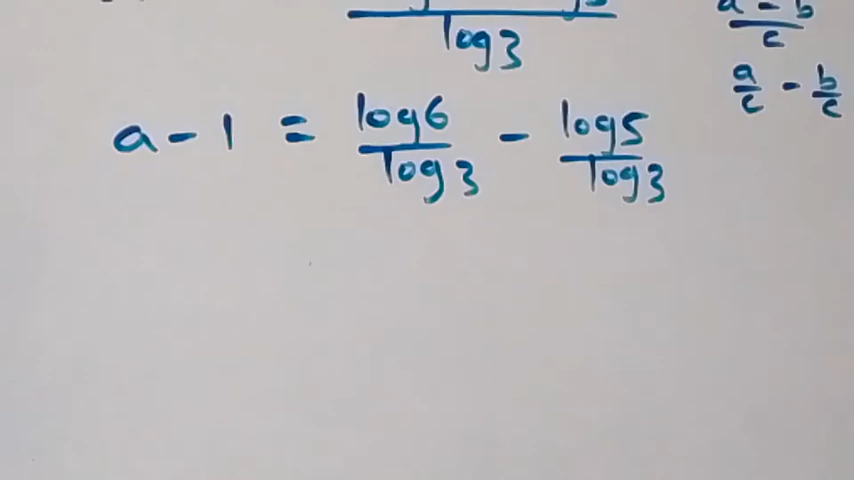 log3
a - b
c
a/c - b/c
a - 1 = log6/log3 - log5/log3